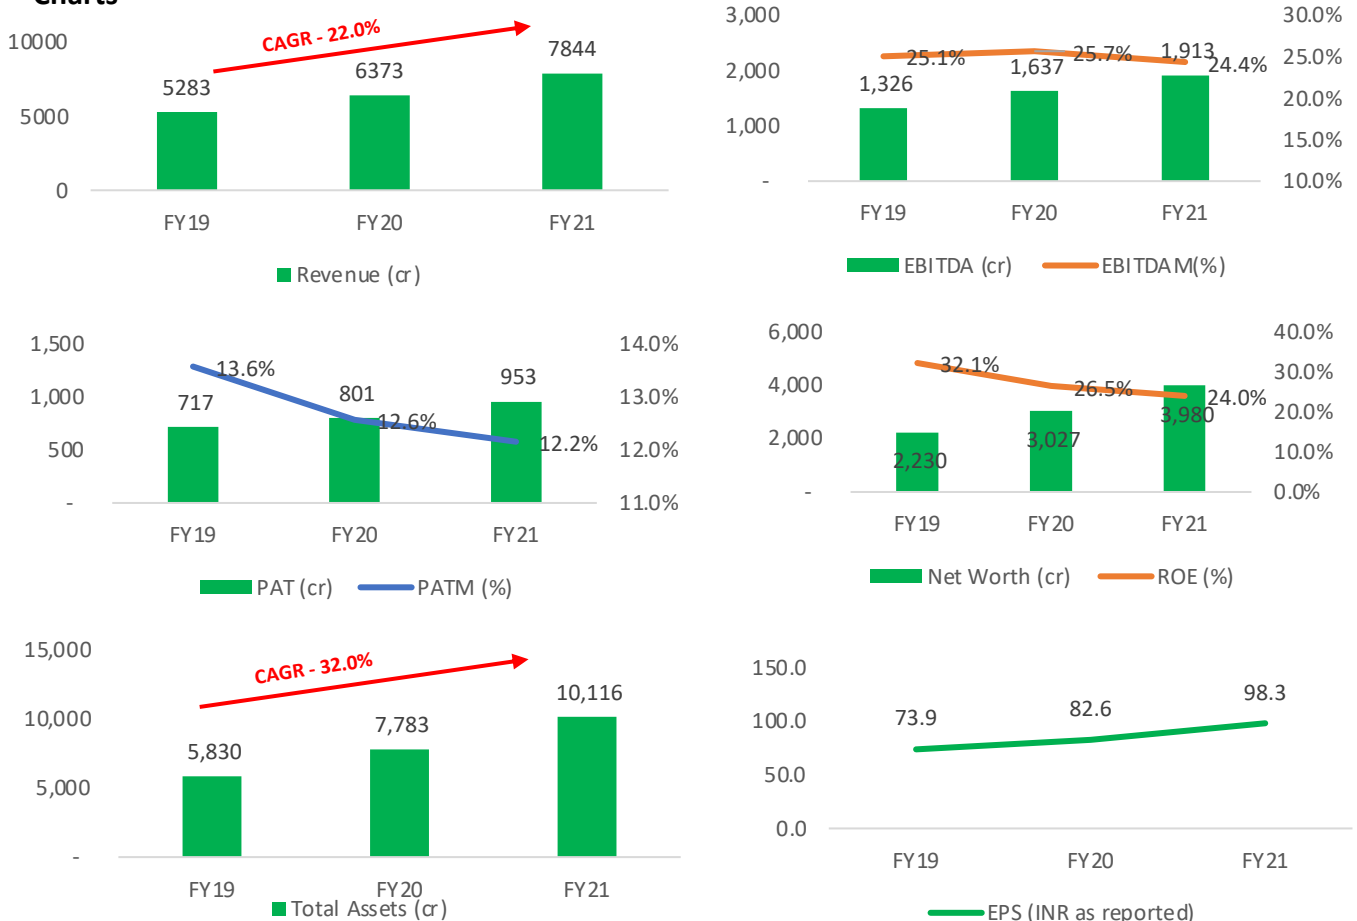 Charts
CAGR - 22.0%
10000
5000
0
5283
6373
7844
FY19
FY20
FY21
Revenue (cr)
3,000
2,000
1,000
-
30.0%
25.0%
20.0%
15.0%
10.0%
25.1%
25.7%
24.4%
1,326
1,637
1,913
FY19
FY20
FY21
EBITDA (cr)
EBITDAM(%)
1,500
1,000
500
-
14.0%
13.0%
12.0%
11.0%
13.6%
12.6%
12.2%
717
801
953
FY19
FY20
FY21
PAT (cr)
PATM (%)
6,000
4,000
2,000
-
40.0%
30.0%
20.0%
10.0%
0.0%
32.1%
26.5%
24.0%
2,230
3,027
3,980
FY19
FY20
FY21
Net Worth (cr)
ROE (%)
CAGR - 32.0%
15,000
10,000
5,000
-
5,830
7,783
10,116
FY19
FY20
FY21
Total Assets (cr)
150.0
100.0
50.0
0.0
73.9
82.6
98.3
FY19
FY20
FY21
EPS (INR as reported)